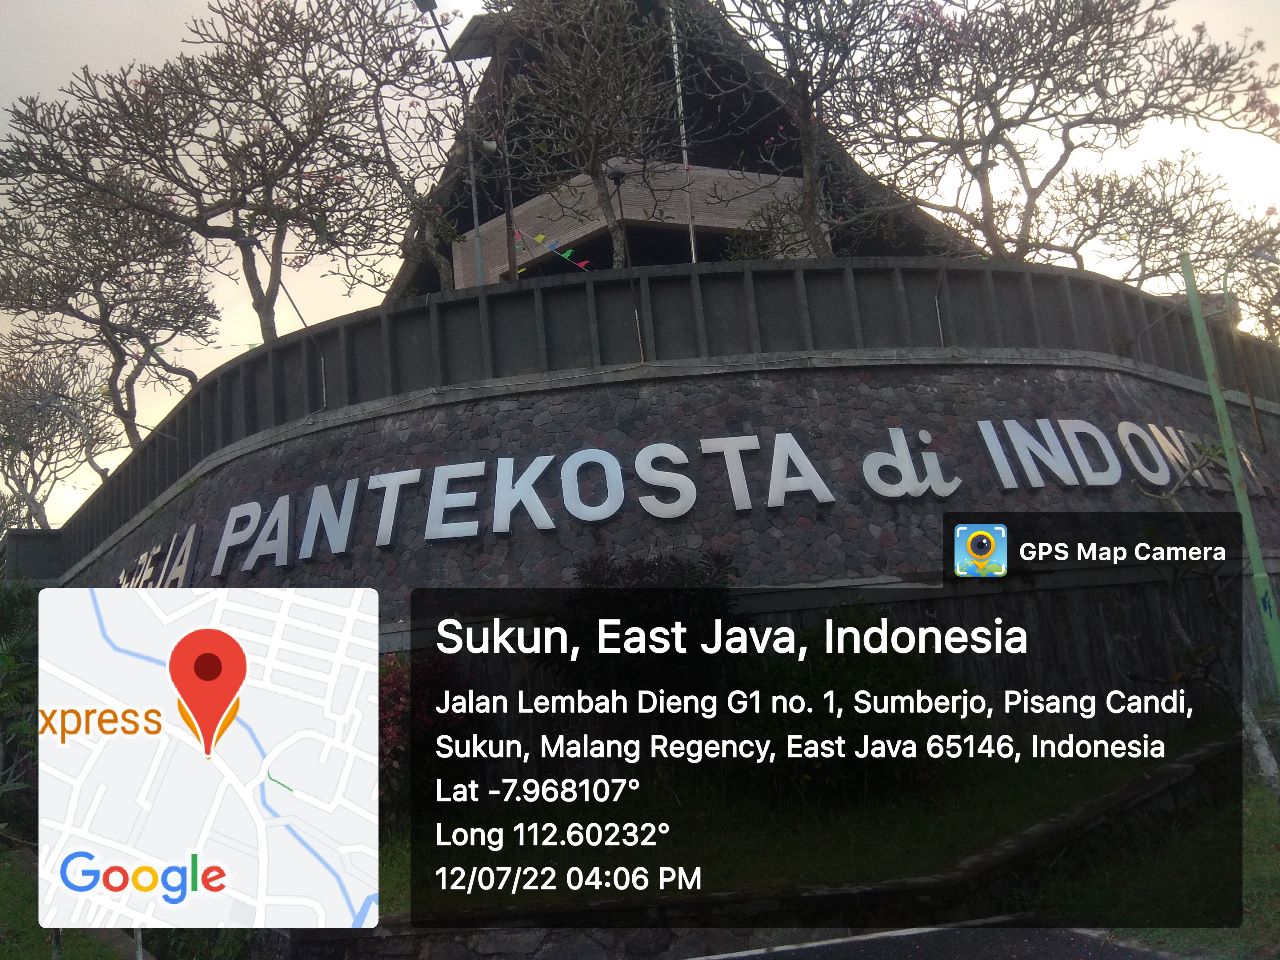 GEREJA PANTEKOSTA di INDONESIA
GPS Map Camera
xpress
Google
Sukun, East Java, Indonesia
Jalan Lembah Dieng G1 no. 1, Sumberjo, Pisang Candi,
Sukun, Malang Regency, East Java 65146, Indonesia
Lat -7.968107°
Long 112.60232°
12/07/22 04:06 PM